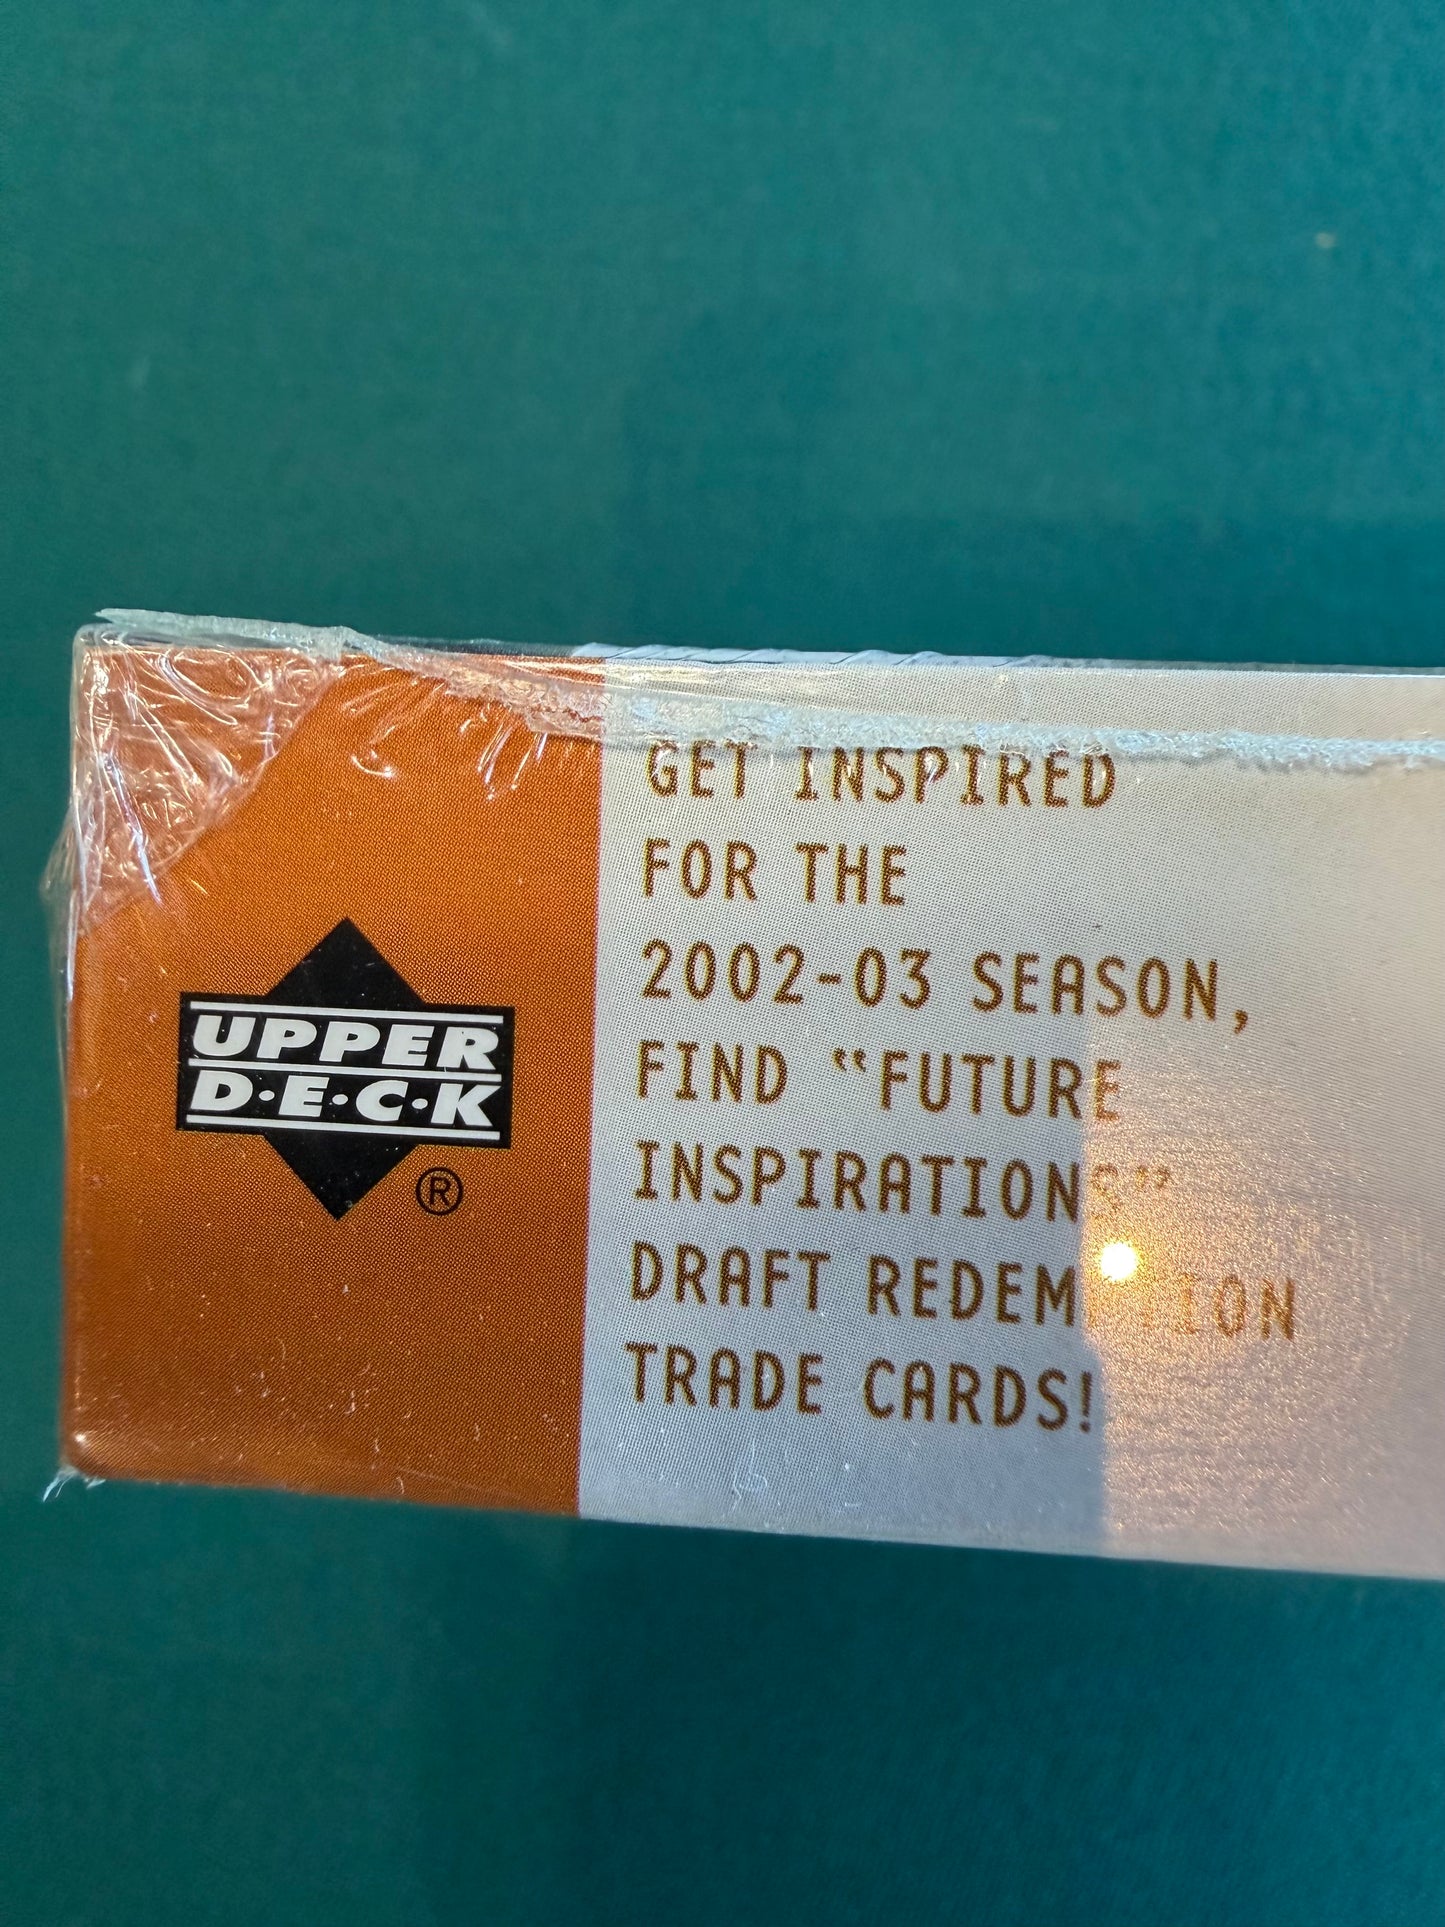 UPPER
D·E·C·K
®
GET INSPIRED
FOR THE
2002-03 SEASON,
FIND “FUTURE
INSPIRATIONS”
DRAFT REDEMPTION
TRADE CARDS!